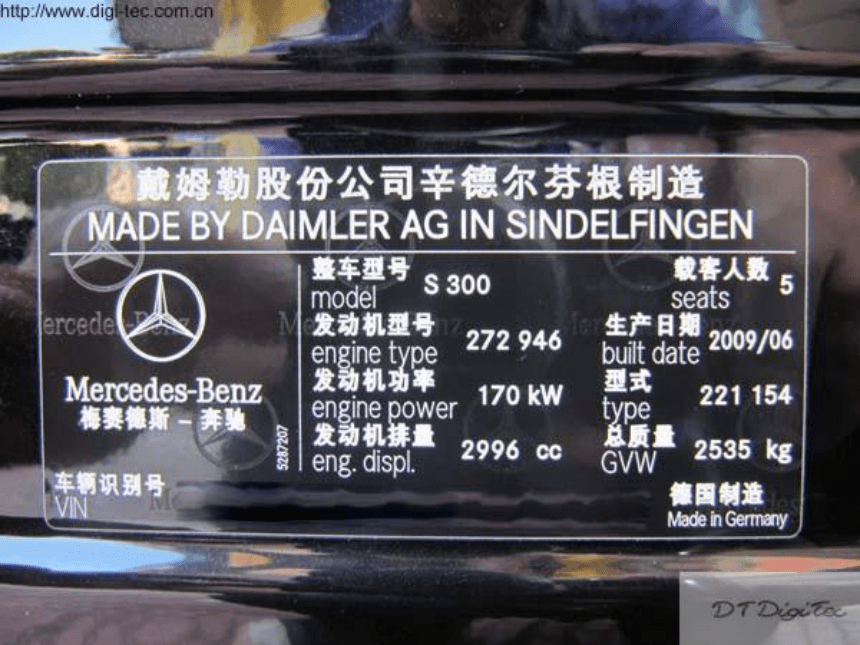 http://www.digi-tec.com.cn
戴姆勒股份公司辛德尔芬根制造
MADE BY DAIMLER AG IN SINDELFINGEN
整车型号 S 300 载客人数 5
model seats
发动机型号 272 946 生产日期 2009/06
engine type built date
发动机功率 170 kW 型式 221 154
engine power type
发动机排量 2996 cc 总质量 2535 kg
eng. displ. GVW
Mercedes-Benz
梅赛德斯 – 奔驰
5287207
车辆识别号
VIN
德国制造
Made in Germany
DTDigiTec